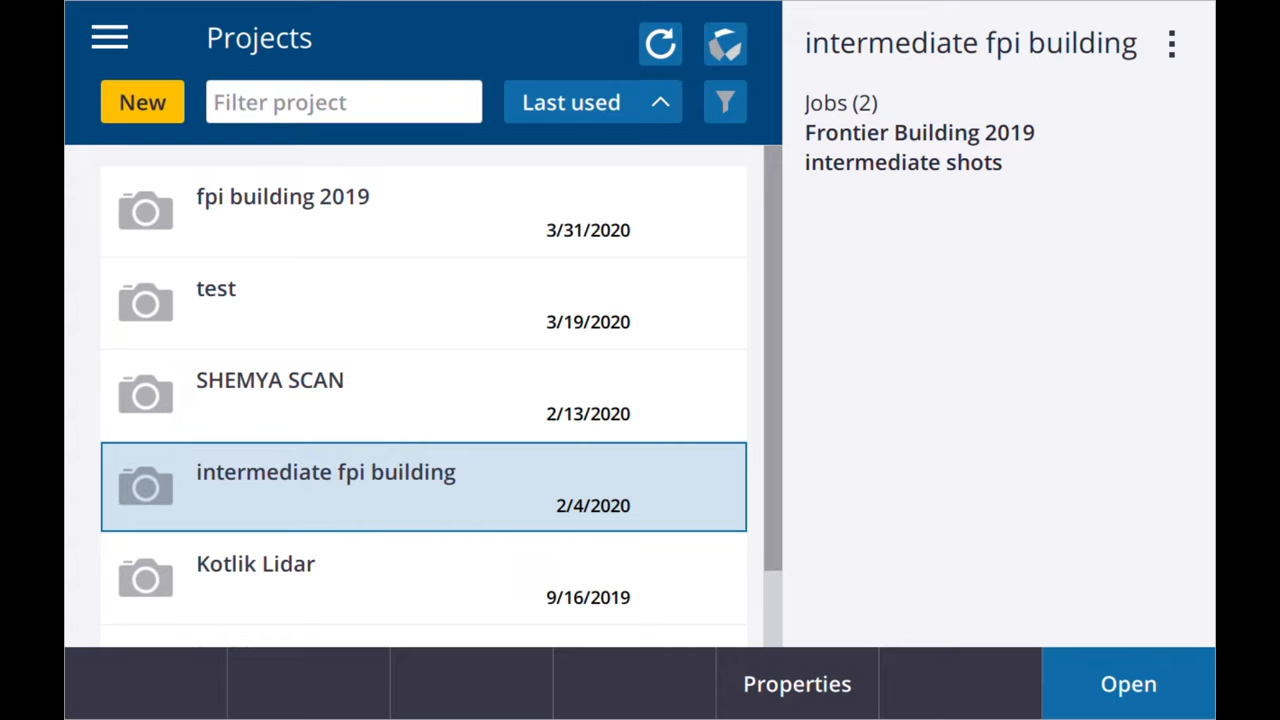 Projects
New
Filter project
Last used
fpi building 2019
3/31/2020
test
3/19/2020
SHEMYA SCAN
2/13/2020
intermediate fpi building
2/4/2020
Kotlik Lidar
9/16/2019
intermediate fpi building
Jobs (2)
Frontier Building 2019
intermediate shots
Properties
Open